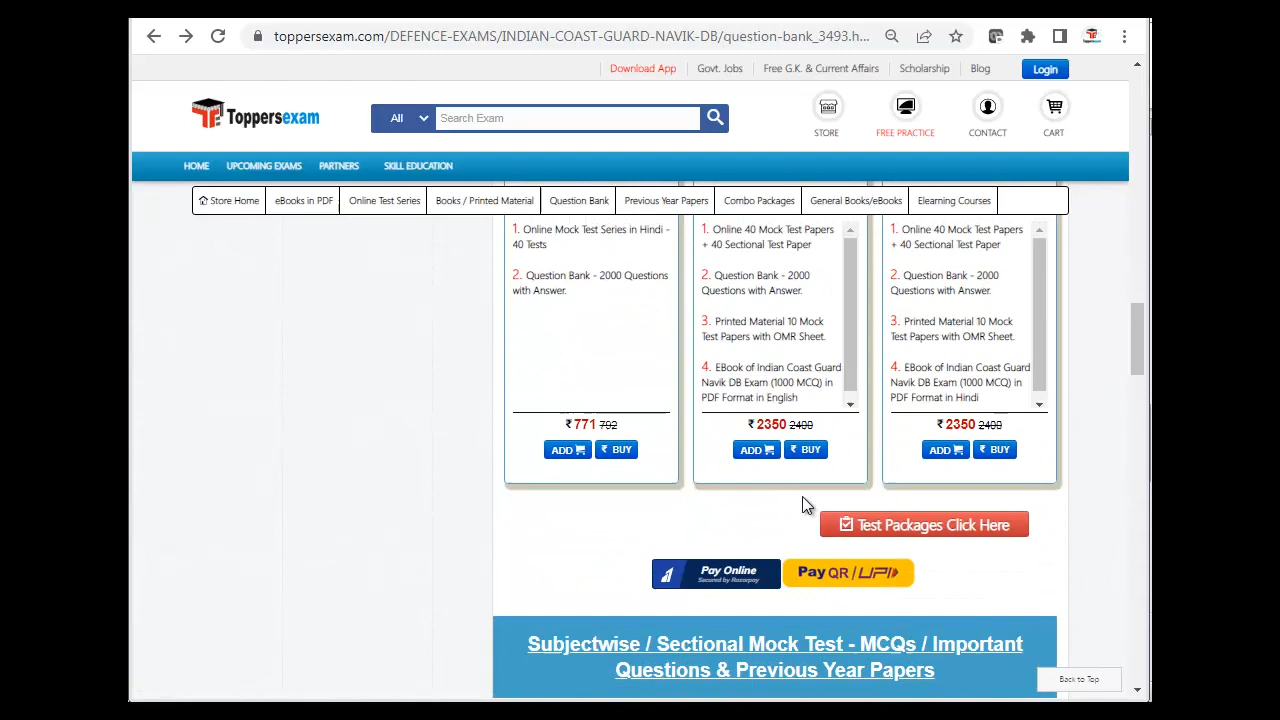 toppersexam.com/DEFENCE-EXAMS/INDIAN-COAST-GUARD-NAVIK-DB/question-bank_3493.h...
Download App Govt. Jobs Free G.K. & Current Affairs Scholarship Blog Login
Toppersexam All Search Exam
STORE FREE PRACTICE CONTACT CART
HOME UPCOMING EXAMS PARTNERS SKILL EDUCATION
Store Home eBooks in PDF Online Test Series Books / Printed Material Question Bank Previous Year Papers Combo Packages General Books/eBooks Elearning Courses
1. Online Mock Test Series in Hindi -
40 Tests
2. Question Bank - 2000 Questions
with Answer.
₹ 771 792
ADD ₹ BUY
1. Online 40 Mock Test Papers
+ 40 Sectional Test Paper
2. Question Bank - 2000
Questions with Answer.
3. Printed Material 10 Mock
Test Papers with OMR Sheet.
4. EBook of Indian Coast Guard
Navik DB Exam (1000 MCQ) in
PDF Format in English
₹ 2350 2400
ADD ₹ BUY
1. Online 40 Mock Test Papers
+ 40 Sectional Test Paper
2. Question Bank - 2000
Questions with Answer.
3. Printed Material 10 Mock
Test Papers with OMR Sheet.
4. EBook of Indian Coast Guard
Navik DB Exam (1000 MCQ) in
PDF Format in Hindi
₹ 2350 2400
ADD ₹ BUY
Test Packages Click Here
Pay Online
Secured by Razorpay
Pay QR / UPI
Subjectwise / Sectional Mock Test - MCQs / Important
Questions & Previous Year Papers
Back to Top